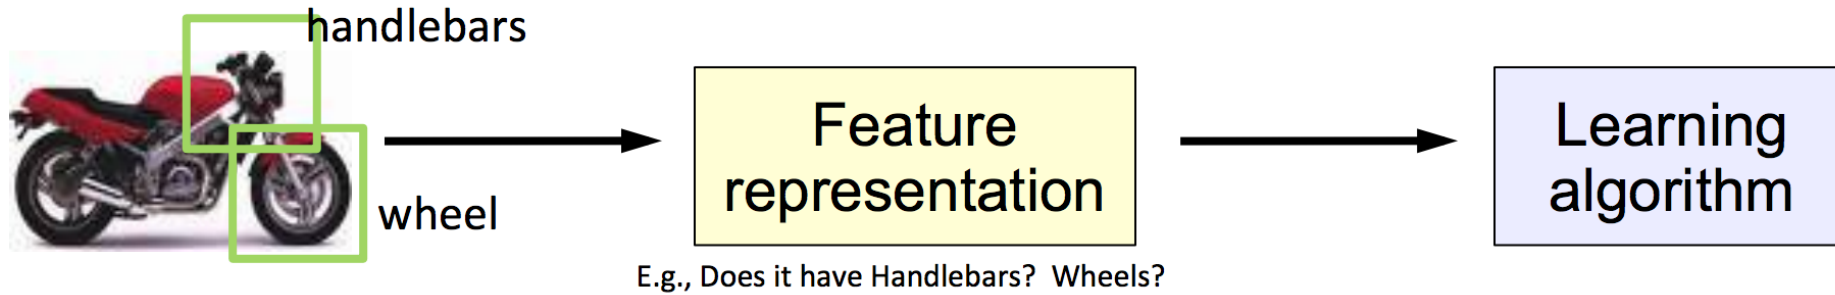 handlebars
wheel
Feature
representation
E.g., Does it have Handlebars? Wheels?
Learning
algorithm